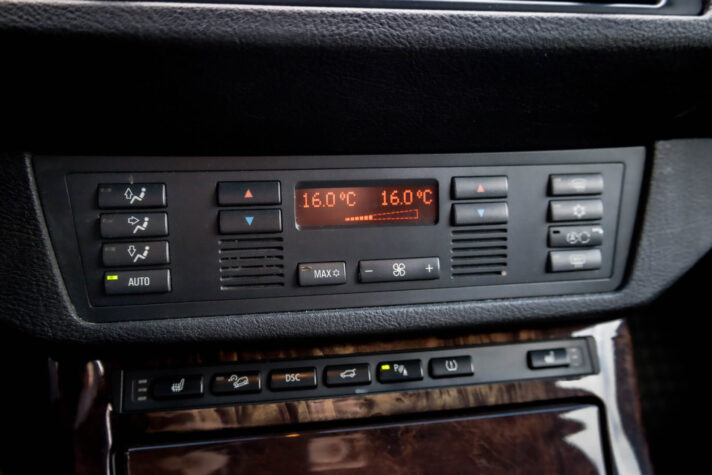 16.0°C 16.0°C
AUTO
MAX
− +
DSC
P